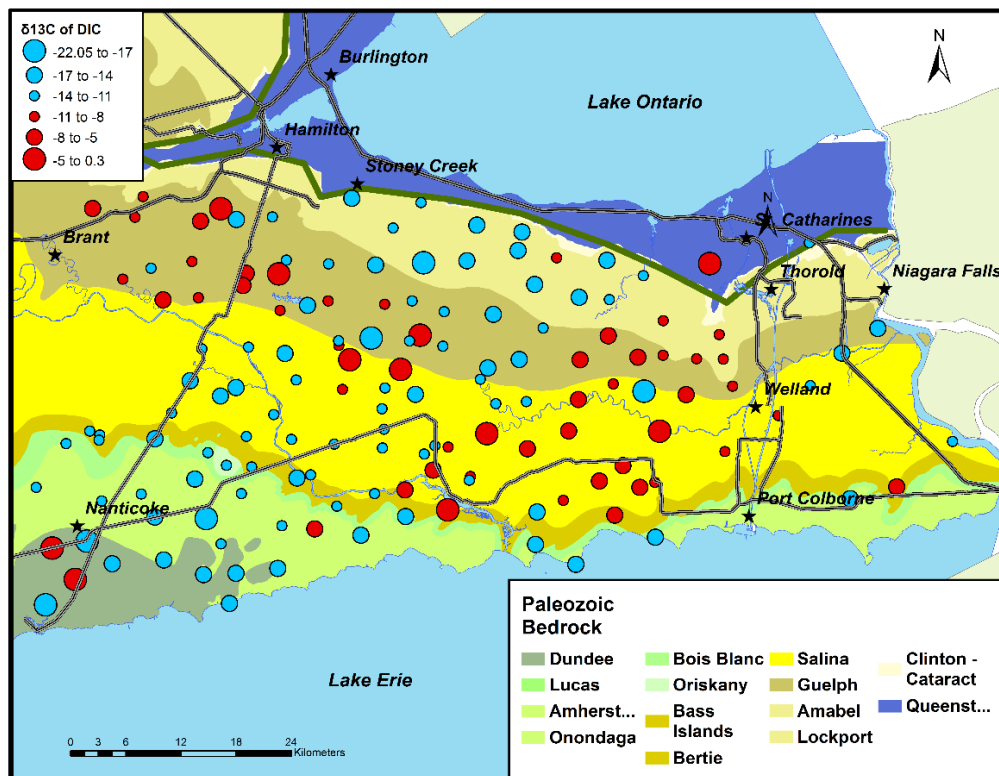 δ13C of DIC
-22.05 to -17
-17 to -14
-14 to -11
-11 to -8
-8 to -5
-5 to 0.3
Burlington
N
Lake Ontario
Hamilton
Stoney Creek
N
St. Catharines
Brant
Thorold
Niagara Falls
Welland
Nanticoke
Port Colborne
Lake Erie
0 3 6 12 18 24
Kilometers
Paleozoic
Bedrock
Dundee
Lucas
Amherst...
Onondaga
Bois Blanc
Oriskany
Bass
Islands
Bertie
Salina
Guelph
Amabel
Lockport
Clinton -
Cataract
Queenst...